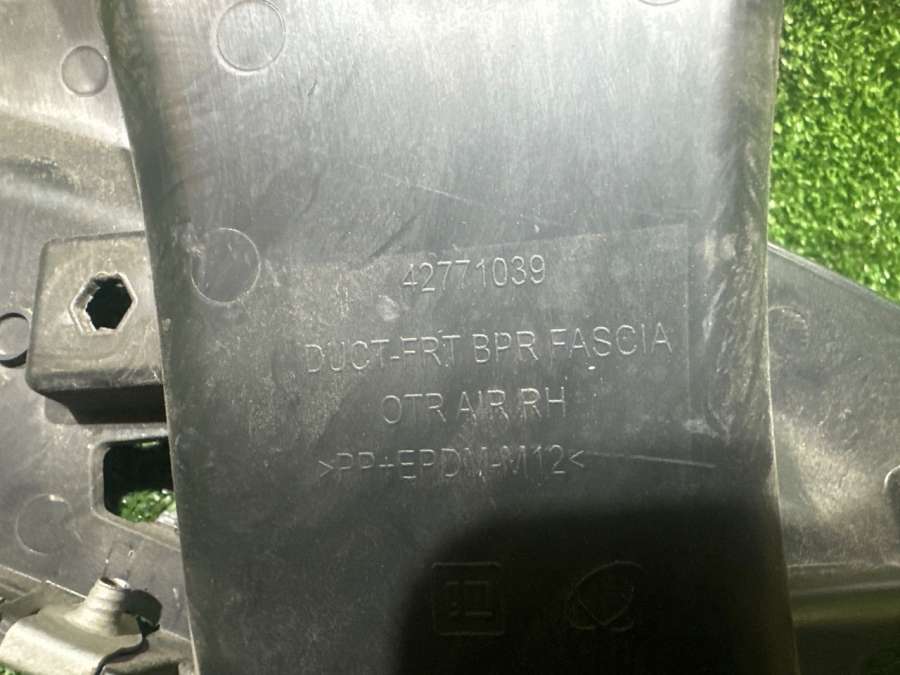 42771039
DUCT-FRT BPR FASCIA
OTR AIR/RH
>PP+EPDM-M12<